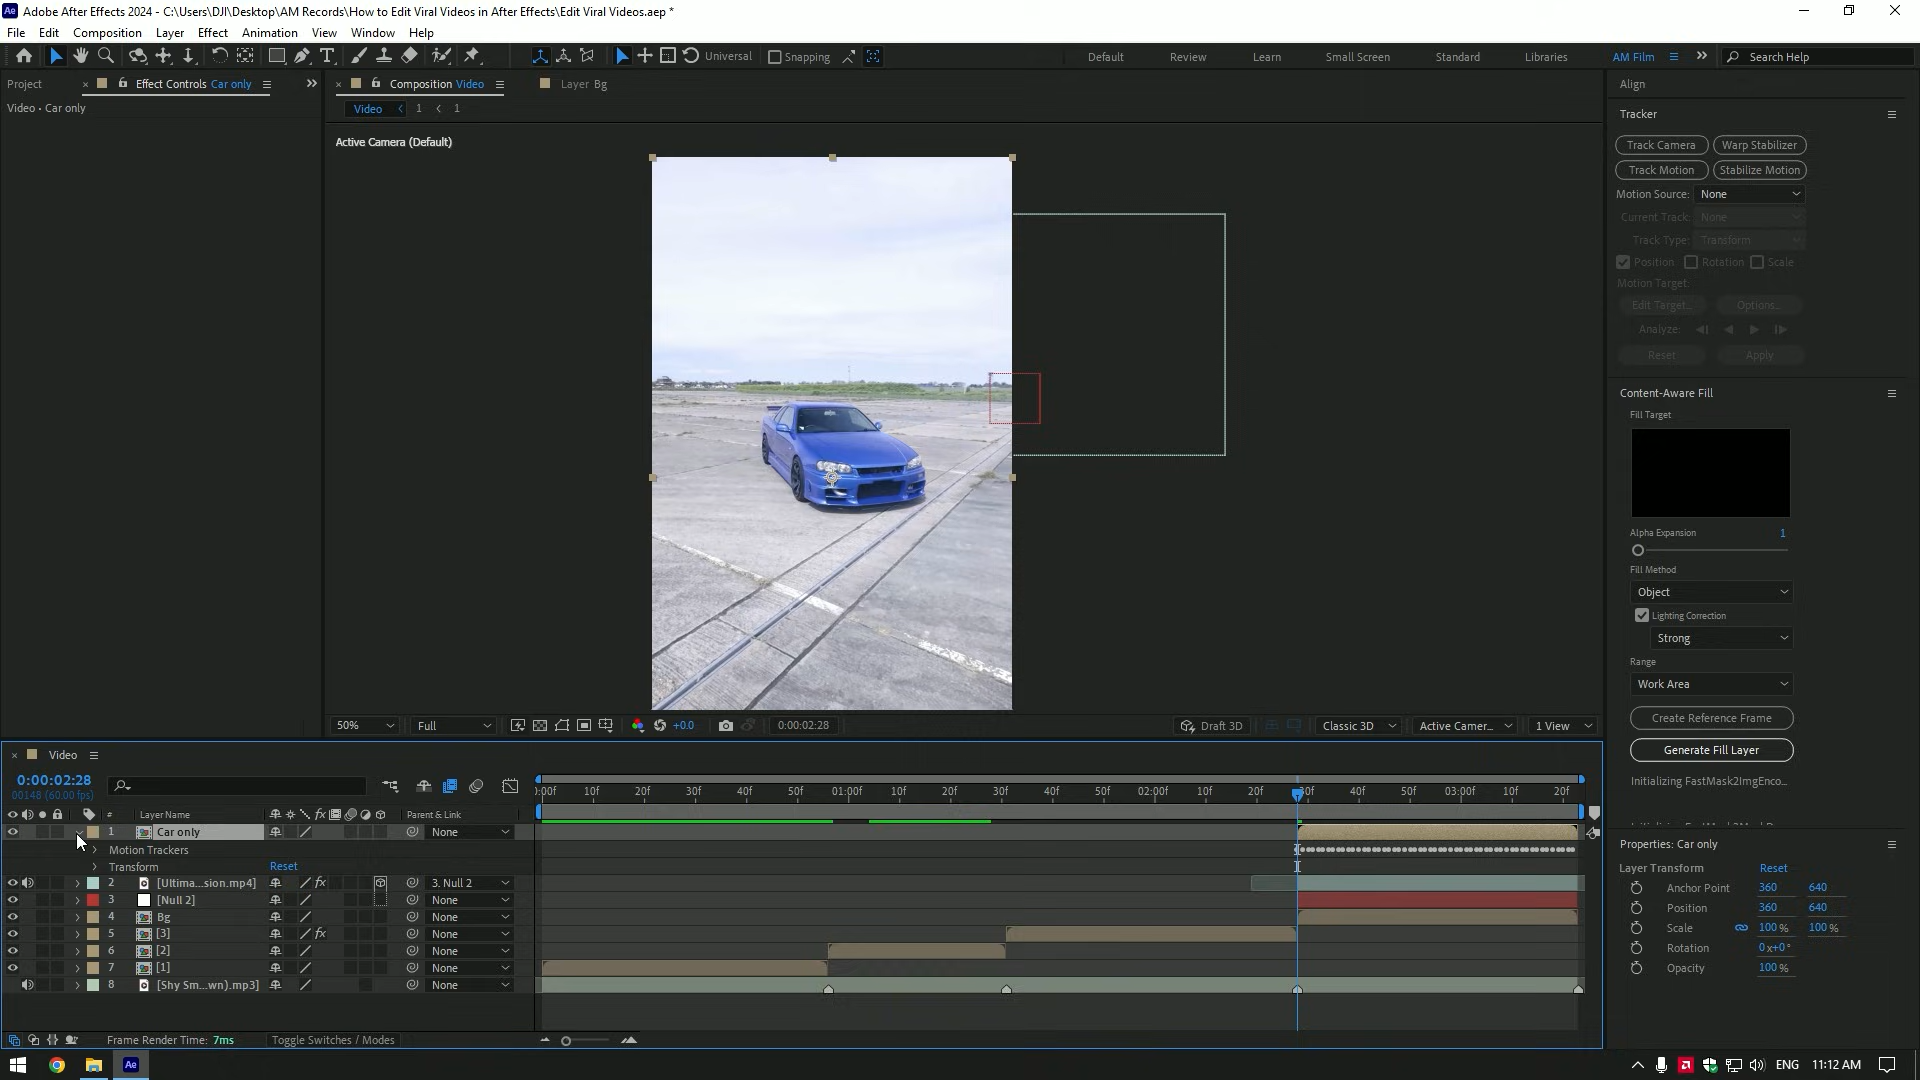 Adobe After Effects 2024 - C:\Users\DJI\Desktop\AM Records\How to Edit Viral Videos in After Effects\Edit Viral Videos.aep *
File Edit Composition Layer Effect Animation View Window Help
Universal Snapping Default Review Learn Small Screen Standard Libraries AM Film Search Help
Project Effect Controls Car only
Video • Car only
Composition Video Layer Bg
Video 1 1
Active Camera (Default)
50% Full +0.0 0:00:02:28 Draft 3D Classic 3D Active Camer... 1 View
Align
Tracker
Track Camera Warp Stabilizer
Track Motion Stabilize Motion
Motion Source: None
Current Track: None
Track Type: Transform
Position Rotation Scale
Motion Target:
Edit Target... Options...
Analyze:
Reset Apply
Content-Aware Fill
Fill Target
Alpha Expansion 1
Fill Method
Object
Lighting Correction
Strong
Range
Work Area
Create Reference Frame
Generate Fill Layer
Initializing FastMask2ImgEnco...
Properties: Car only
Layer Transform Reset
Anchor Point 360 640
Position 360 640
Scale 100 % 100 %
Rotation 0x+0°
Opacity 100 %
Video
0:00:02:28
00148 (60.00 fps)
):00f 10f 20f 30f 40f 50f 01:00f 10f 20f 30f 40f 50f 02:00f 10f 20f 30f 40f 50f 03:00f 10f 20f
# Layer Name Parent & Link
1 Car only None
Motion Trackers
Transform Reset
2 [Ultima...sion.mp4] 3. Null 2
3 [Null 2] None
4 Bg None
5 [3] None
6 [2] None
7 [1] None
8 [Shy Sm...wn).mp3] None
Frame Render Time: 7ms Toggle Switches / Modes
ENG 11:12 AM